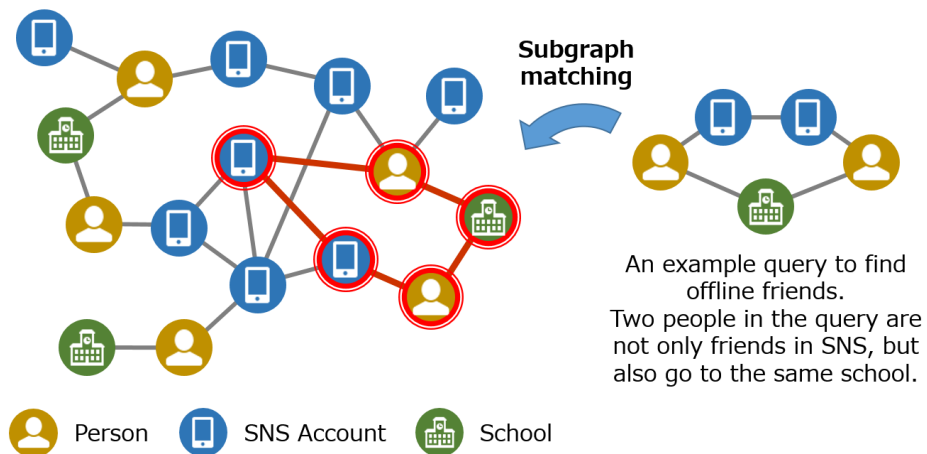 Subgraph
matching
An example query to find
offline friends.
Two people in the query are
not only friends in SNS, but
also go to the same school.
Person
SNS Account
School